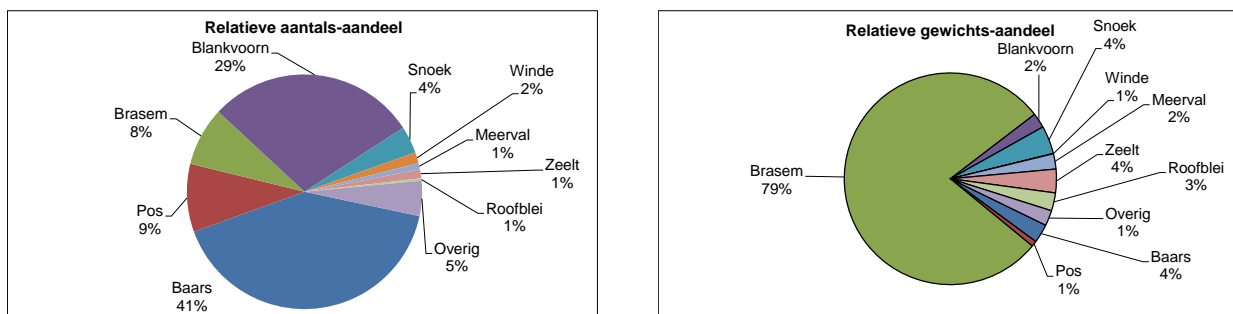 Relatieve aantals-aandeel
Blankvoorn
29%
Snoek
4%
Winde
2%
Meerval
1%
Zeelt
1%
Roofblei
1%
Overig
5%
Baars
41%
Pos
9%
Brasem
8%
Relatieve gewichts-aandeel
Snoek
4%
Blankvoorn
2%
Winde
1%
Meerval
2%
Zeelt
4%
Roofblei
3%
Overig
1%
Baars
4%
Pos
1%
Brasem
79%